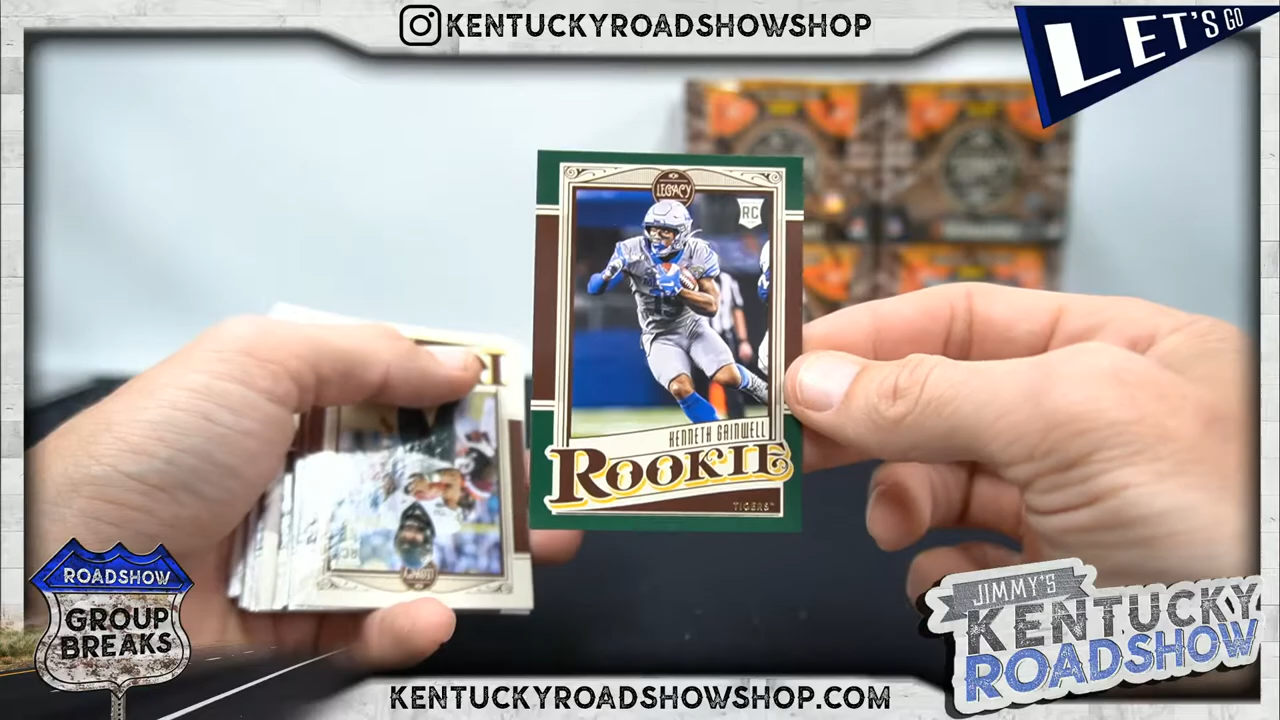 KENTUCKYROADSHOWSHOP
LET'S GO
LEGACY
RC
KENNETH GAINWELL
ROOKIE
TIGERS
ROADSHOW
GROUP
BREAKS
JIMMY'S
KENTUCKY
ROADSHOW
KENTUCKYROADSHOWSHOP.COM